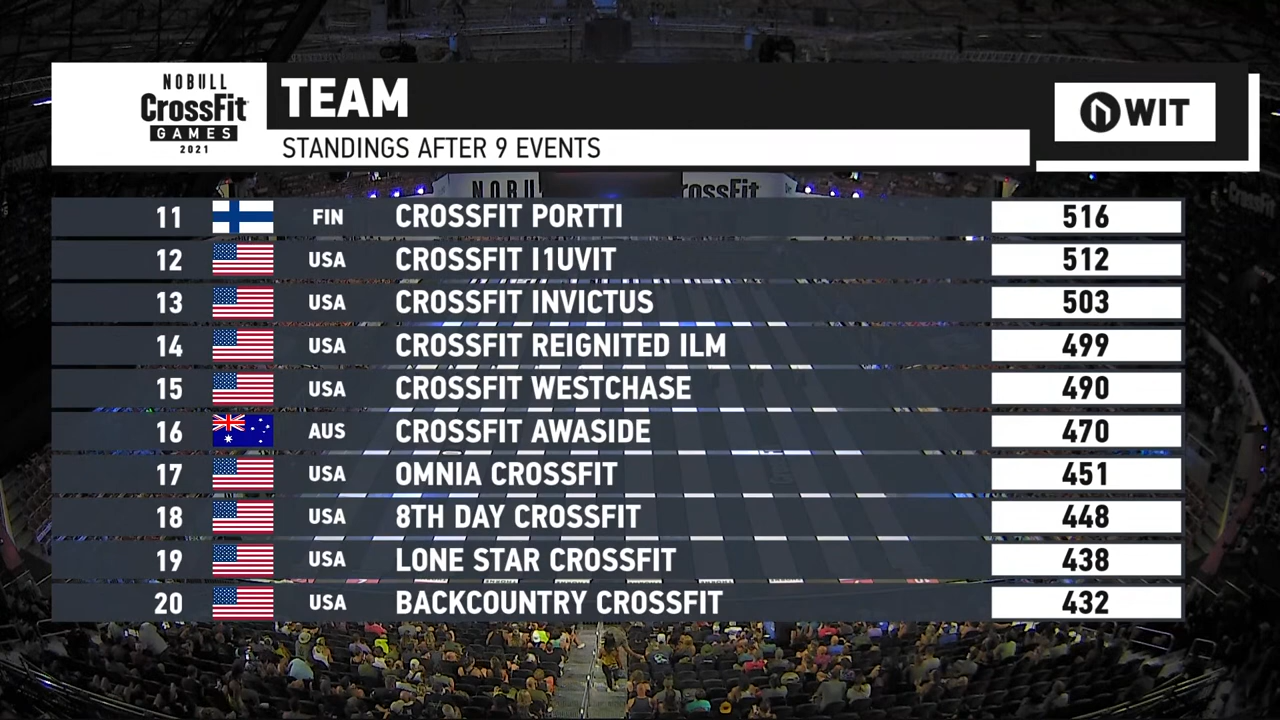 NOBULL
CrossFit
GAMES
2021
TEAM
STANDINGS AFTER 9 EVENTS
WIT
NOBU
rossFit
11 FIN CROSSFIT PORTTI 516
12 USA CROSSFIT I1UVIT 512
13 USA CROSSFIT INVICTUS 503
14 USA CROSSFIT REIGNITED ILM 499
15 USA CROSSFIT WESTCHASE 490
16 AUS CROSSFIT AWASIDE 470
17 USA OMNIA CROSSFIT 451
18 USA 8TH DAY CROSSFIT 448
19 USA LONE STAR CROSSFIT 438
20 USA BACKCOUNTRY CROSSFIT 432